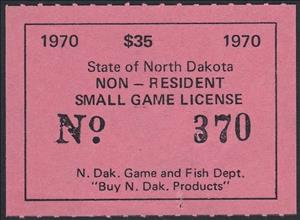 1970 $35 1970
State of North Dakota
NON - RESIDENT
SMALL GAME LICENSE
No. 370
N. Dak. Game and Fish Dept.
"Buy N. Dak. Products"